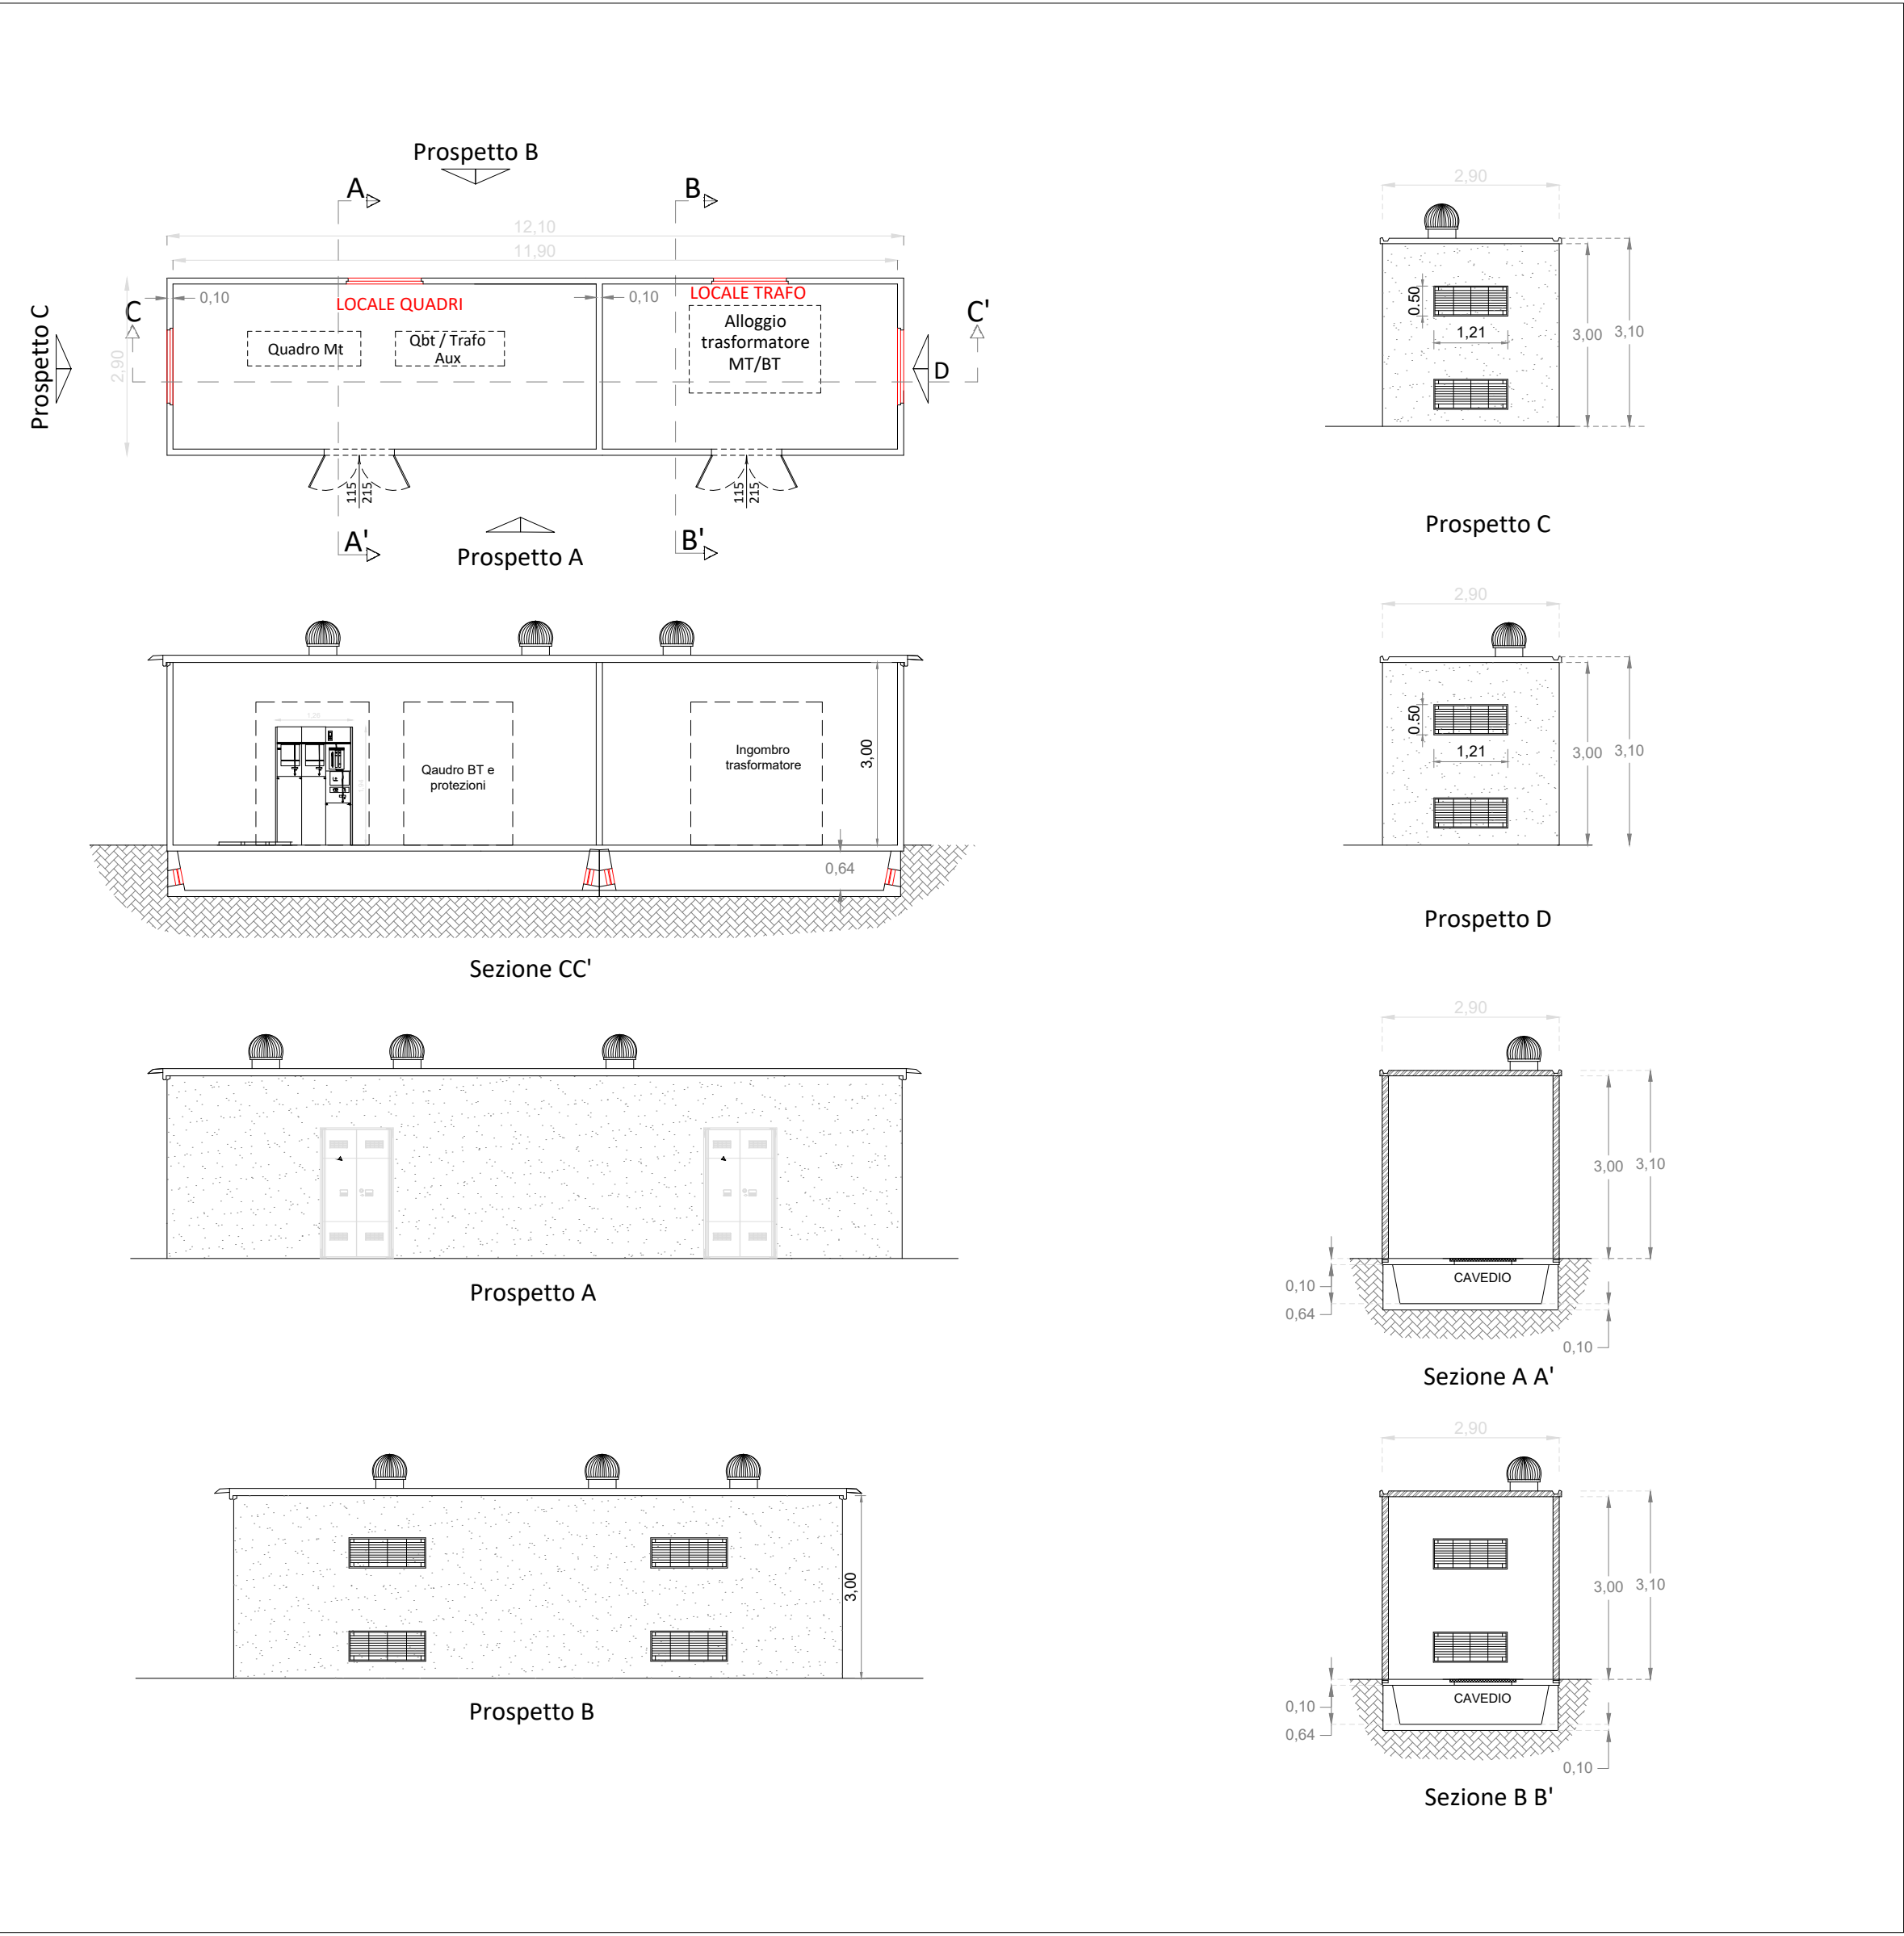 Prospetto B
A
B
12,10
11,90
C
0,10
LOCALE QUADRI
0,10
LOCALE TRAFO
C'
Prospetto C
2,90
Quadro Mt
Qbt / Trafo
Aux
Alloggio
trasformatore
MT/BT
D
115
215
115
215
A'
B'
Prospetto A
2,90
0.50
1,21
3,00
3,10
Prospetto C
1,26
Qaudro BT e
protezioni
Ingombro
trasformatore
3,00
0,64
Sezione CC'
2,90
0.50
1,21
3,00
3,10
Prospetto D
Prospetto A
2,90
3,00
3,10
CAVEDIO
0,10
0,64
0,10
Sezione A A'
3,00
Prospetto B
2,90
3,00
3,10
CAVEDIO
0,10
0,64
0,10
Sezione B B'